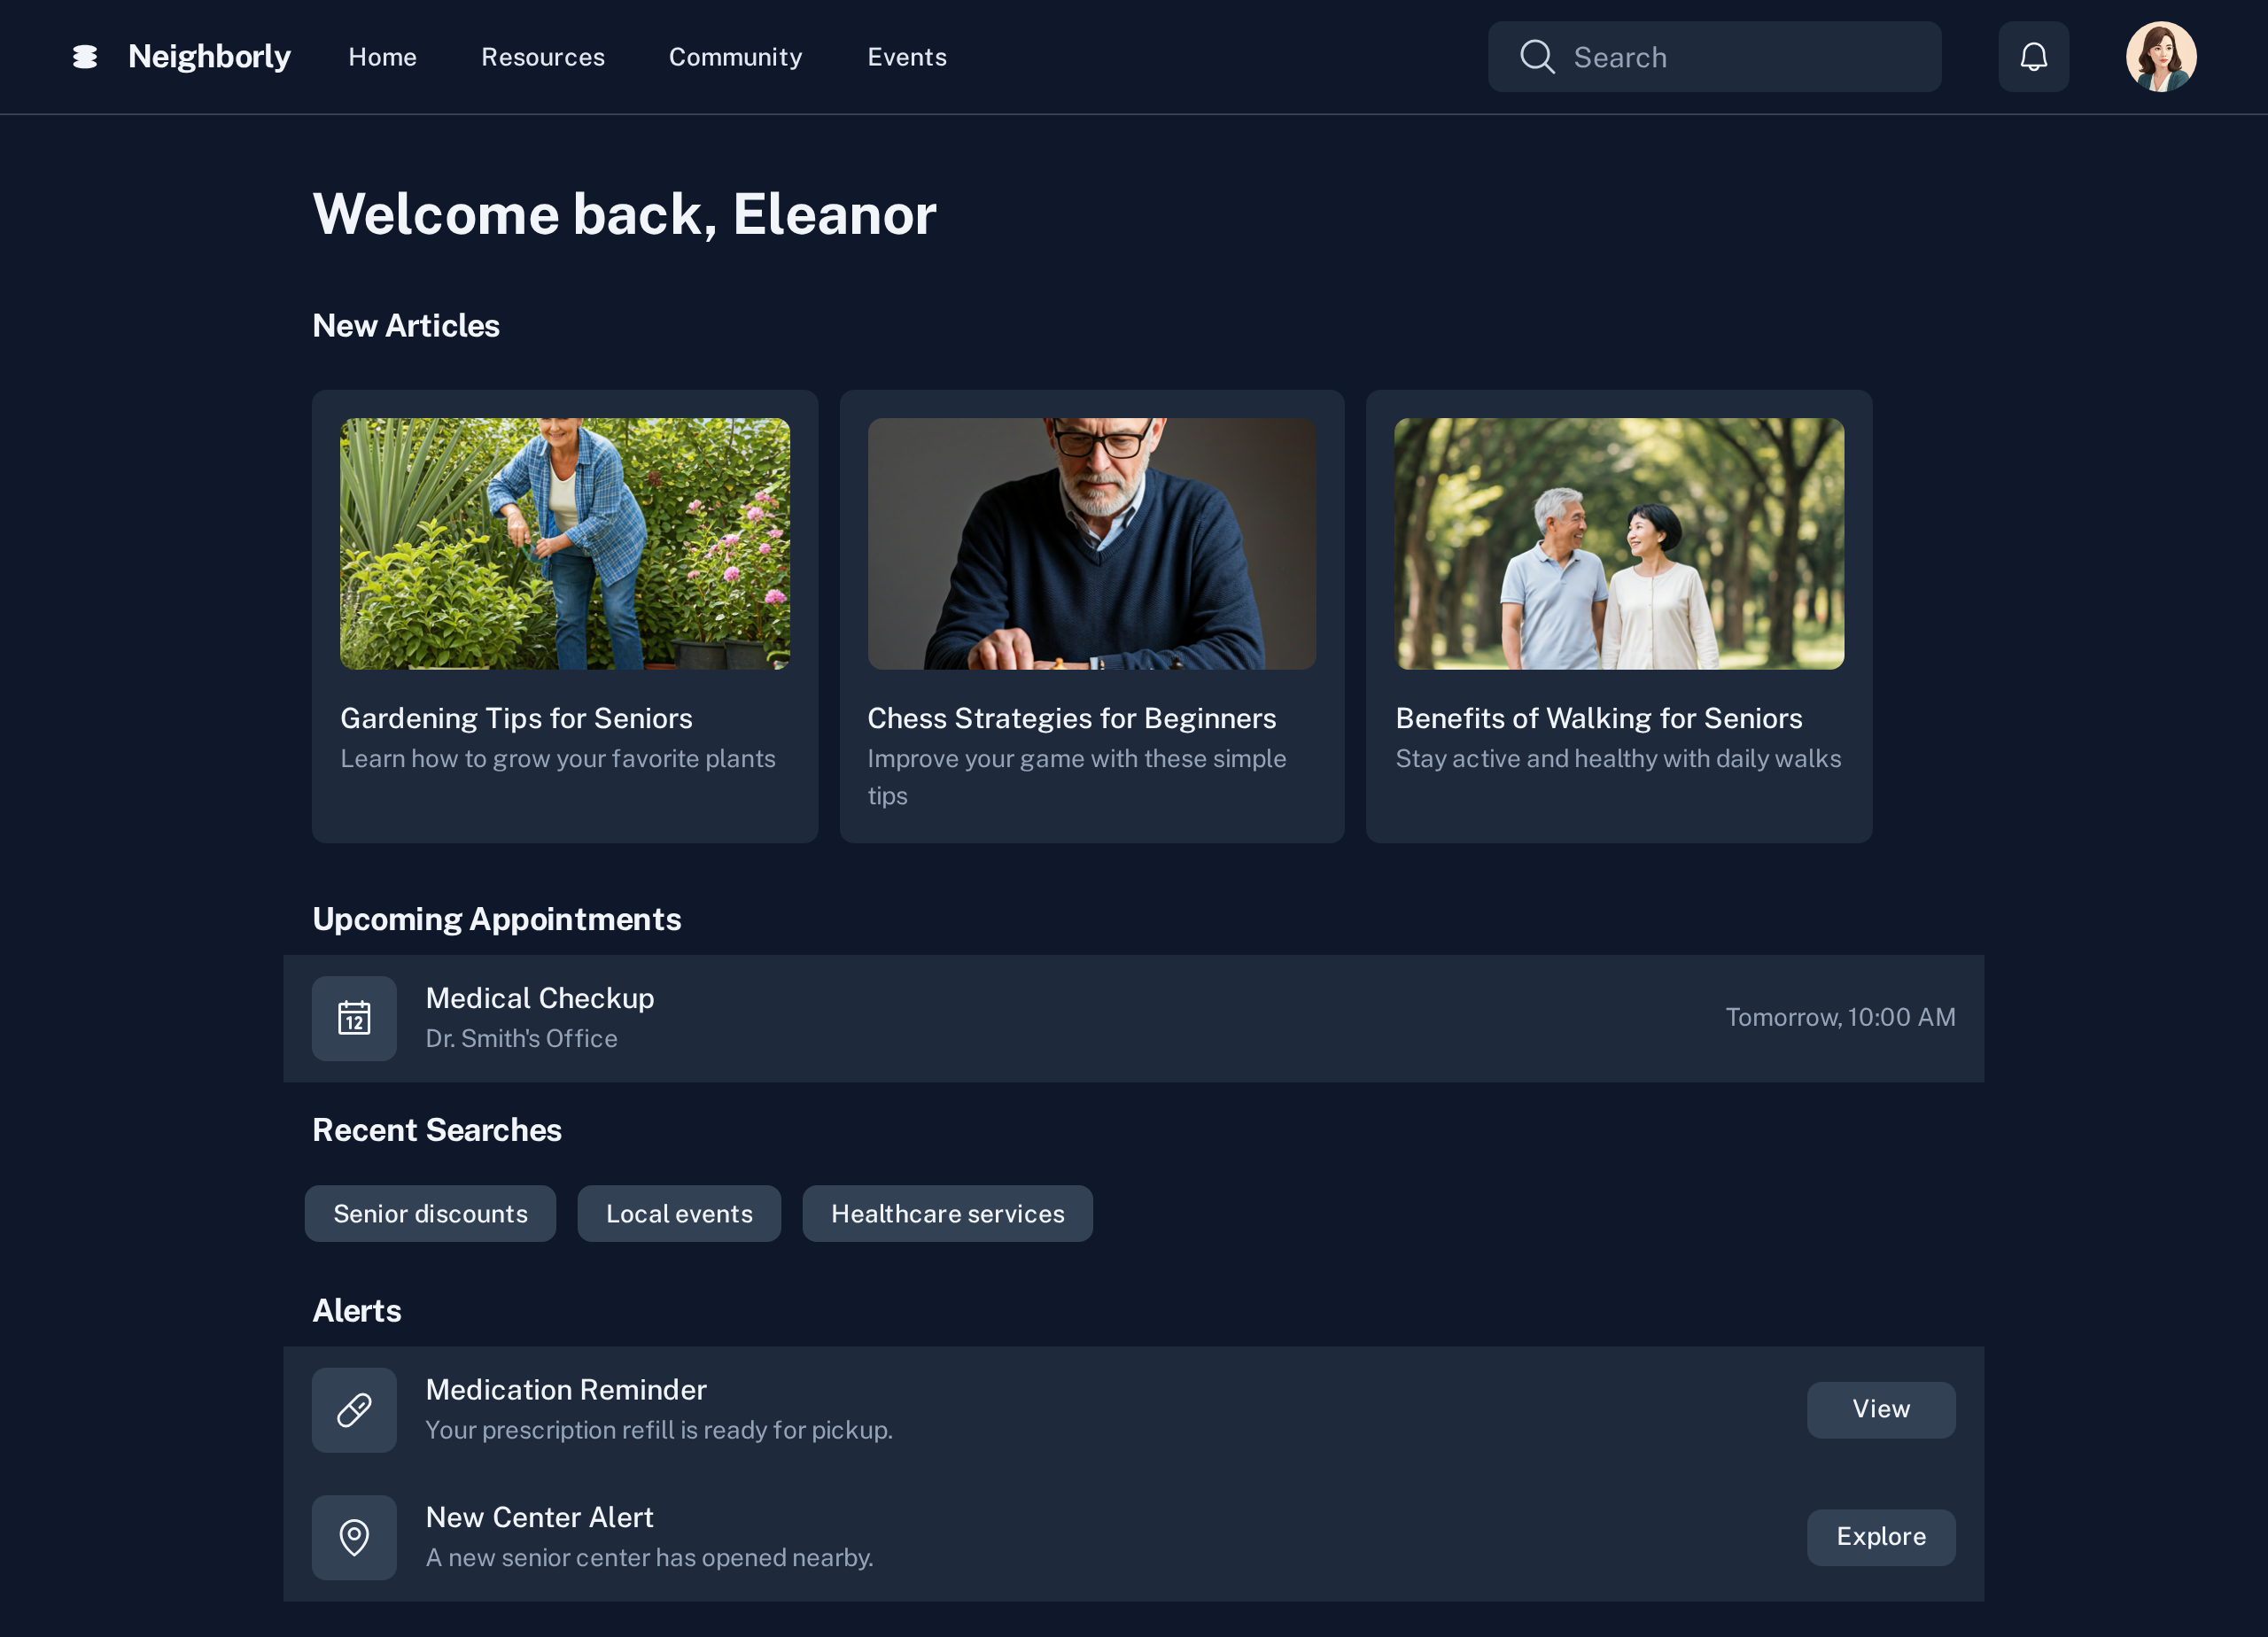 Neighborly
Home
Resources
Community
Events
Search
Welcome back, Eleanor
New Articles
Gardening Tips for Seniors
Learn how to grow your favorite plants
Chess Strategies for Beginners
Improve your game with these simple
tips
Benefits of Walking for Seniors
Stay active and healthy with daily walks
Upcoming Appointments
12
Medical Checkup
Dr. Smith's Office
Tomorrow, 10:00 AM
Recent Searches
Senior discounts
Local events
Healthcare services
Alerts
Medication Reminder
Your prescription refill is ready for pickup.
View
New Center Alert
A new senior center has opened nearby.
Explore